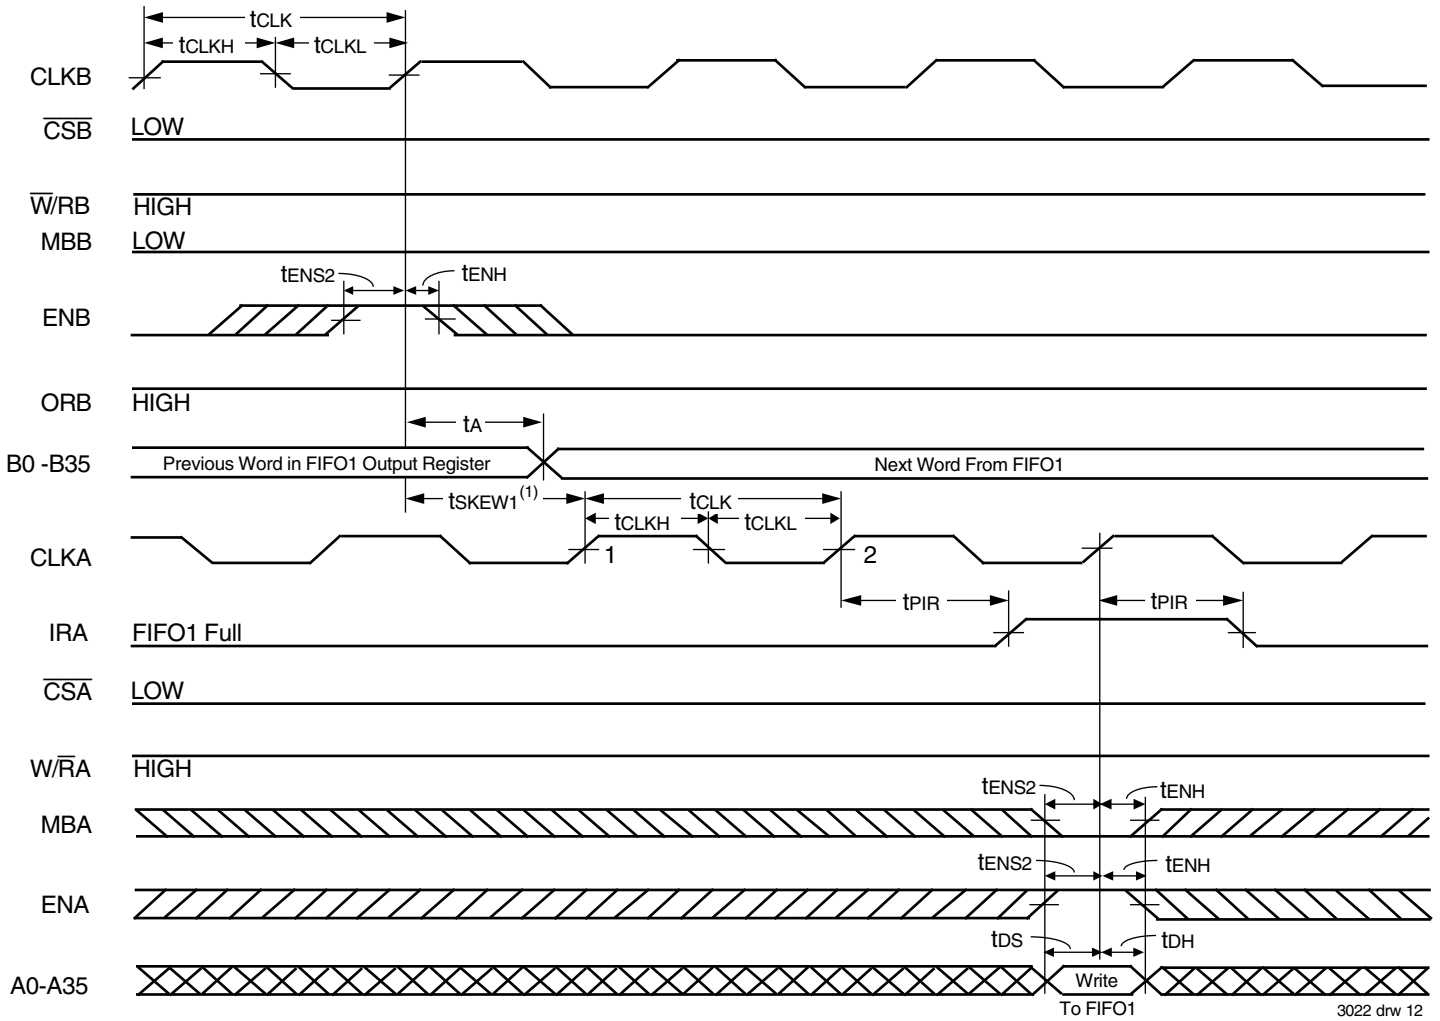 tCLK
tCLKH tCLKL
CLKB
CSB LOW
W/RB HIGH
MBB LOW
tENS2 tENH
ENB
ORB HIGH
tA
B0 -B35 Previous Word in FIFO1 Output Register Next Word From FIFO1
tSKEW1(1) tCLK
tCLKH tCLKL
CLKA 1 2
tPIR tPIR
IRA FIFO1 Full
CSA LOW
W/RA HIGH
tENS2 tENH
MBA
tENS2 tENH
ENA
tDS tDH
A0-A35 Write
To FIFO1
3022 drw 12